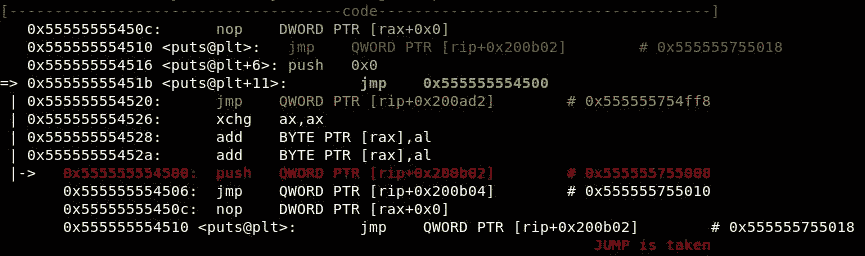 [-------------------------------------code-------------------------------------]
   0x55555555450c:	nop    DWORD PTR [rax+0x0]
   0x555555554510 <puts@plt>:	jmp    QWORD PTR [rip+0x200b02]        # 0x555555755018
   0x555555554516 <puts@plt+6>:	push   0x0
=> 0x55555555451b <puts@plt+11>:	jmp    0x555555554500
 | 0x555555554520:	jmp    QWORD PTR [rip+0x200ad2]        # 0x555555754ff8
 | 0x555555554526:	xchg   ax,ax
 | 0x555555554528:	add    BYTE PTR [rax],al
 | 0x55555555452a:	add    BYTE PTR [rax],al
 |->   0x555555554500:	push   QWORD PTR [rip+0x200b02]        # 0x555555755008
       0x555555554506:	jmp    QWORD PTR [rip+0x200b04]        # 0x555555755010
       0x55555555450c:	nop    DWORD PTR [rax+0x0]
       0x555555554510 <puts@plt>:	jmp    QWORD PTR [rip+0x200b02]        # 0x555555755018
                                                                  JUMP is taken